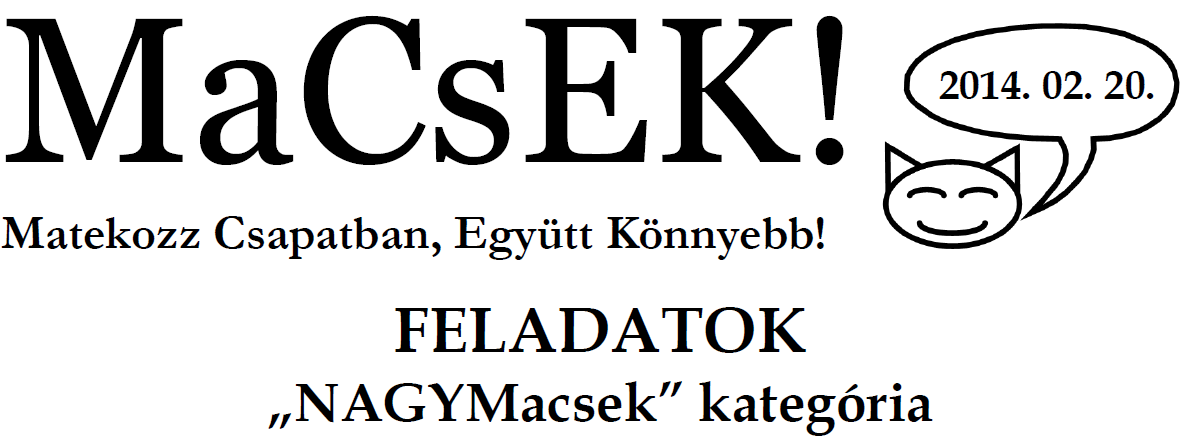 MaCsEK!
2014. 02. 20.
Matekozz Csapatban, Együtt Könnyebb!
FELADATOK
„NAGYMacsek” kategória